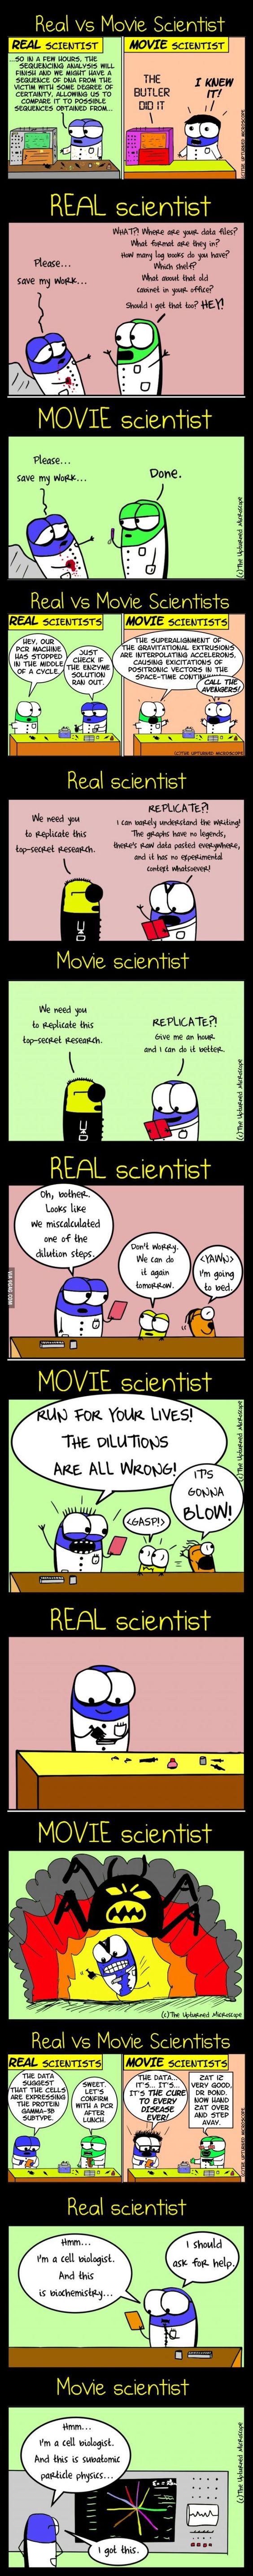 Real vs Movie Scientist
REAL SCIENTIST
MOVIE SCIENTIST
...SO IN A FEW HOURS, THE
SEQUENCING ANALYSIS WILL
FINISH AND WE MIGHT HAVE A
SEQUENCE OF DNA FROM THE
VICTIM WITH SOME DEGREE OF
CERTAINTY, ALLOWING US TO
COMPARE IT TO POSSIBLE
SEQUENCES OBTAINED FROM...
THE
BUTLER
DID IT
I KNEW
IT!
(C)THE UPTURNED MICROSCOPE
REAL scientist
Please...
save my work...
WHAT?! Where are your data files?
What format are they in?
How many log books do you have?
Which shelf?
What about that old
cabinet in your office?
Should I get that too? HEY!
MOVIE scientist
Please...
save my work...
Done.
(c)The Upturned Microscope
Real vs Movie Scientists
REAL SCIENTISTS
MOVIE SCIENTISTS
HEY, OUR
PCR MACHINE
HAS STOPPED
IN THE MIDDLE
OF A CYCLE.
JUST
CHECK IF
THE ENZYME
SOLUTION
RAN OUT.
THE SUPERALIGNMENT OF
THE GRAVITATIONAL EXTRUSIONS
ARE INTERPOLATING ACCELERONS,
CAUSING EXCITATIONS OF
POSITRONIC VECTORS IN THE
SPACE-TIME
CALL THE
AVENGERS!
(C)THE UPTURNED MICROSCOPE
Real scientist
We need you
to replicate this
top-secret research.
REPLICATE?!
I can barely understand the writing!
The graphs have no legends,
there's raw data pasted everywhere,
and it has no experimental
context whatsoever!
Movie scientist
We need you
to replicate this
top-secret research.
REPLICATE?!
Give me an hour
and I can do it better.
(c)The Upturned Microscope
REAL scientist
Oh, bother.
Looks like
we miscalculated
one of the
dilution steps.
Don't worry.
We can do
it again
tomorrow.
<YAWN>
I'm going
to bed.
VIA 9GAG.COM
MOVIE scientist
RUN FOR YOUR LIVES!
THE DILUTIONS
ARE ALL WRONG!
<GASP!>
IT'S
GONNA
BLOW!
(c)The Upturned Microscope
REAL scientist
MOVIE scientist
(c)The Upturned Microscope
Real vs Movie Scientists
REAL SCIENTISTS
MOVIE SCIENTISTS
THE DATA
SUGGEST
THAT THE CELLS
ARE EXPRESSING
THE PROTEIN
GAMMA-3B
SUBTYPE.
SWEET.
LET'S
CONFIRM
WITH A PCR
AFTER
LUNCH.
THE DATA...
IT'S... IT'S...
IT'S THE CURE
TO EVERY
DISEASE
EVER!
ZAT IZ
VERY GOOD,
DR BOND.
NOW HAND
ZAT OVER
AND STEP
AVAY.
(C)THE UPTURNED MICROSCOPE
Real scientist
Hmm...
I'm a cell biologist.
And this
is biochemistry...
I should
ask for help.
Movie scientist
Hmm...
I'm a cell biologist.
And this is subatomic
particle physics...
I got this.
(c)The Upturned Microscope